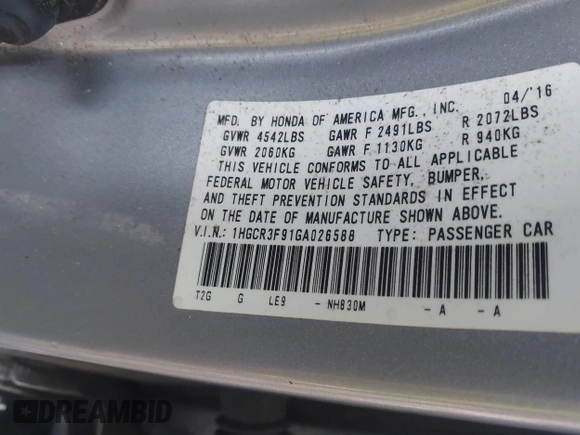 MFD. BY HONDA OF AMERICA MFG., INC. 04/'16
GVWR 4542LBS GAWR F 2491LBS R 2072LBS
GVWR 2060KG GAWR F 1130KG R 940KG
THIS VEHICLE CONFORMS TO ALL APPLICABLE
FEDERAL MOTOR VEHICLE SAFETY, BUMPER,
AND THEFT PREVENTION STANDARDS IN EFFECT
ON THE DATE OF MANUFACTURE SHOWN ABOVE.
V.I.N.: 1HGCR3F91GA026588 TYPE: PASSENGER CAR
T2G G LE9 - NH830M - A - A
DREAMBID